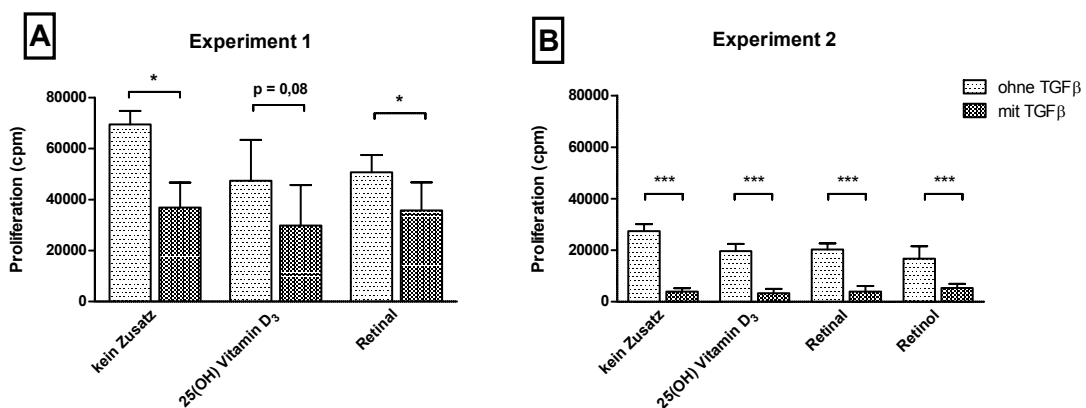 A
Experiment 1
Proliferation (cpm)
80000
60000
40000
20000
0
*
p = 0,08
*
kein Zusatz
25(OH) Vitamin D3
Retinal
B
Experiment 2
Proliferation (cpm)
80000
60000
40000
20000
0
***
***
***
***
kein Zusatz
25(OH) Vitamin D3
Retinal
Retinol
ohne TGFβ
mit TGFβ